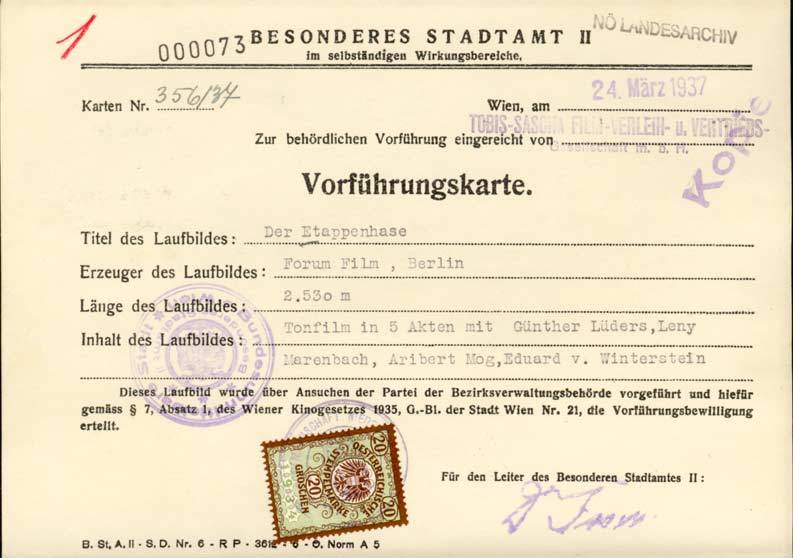 1
000073 BESONDERES STADTAMT II
NÖ LANDESARCHIV
im selbständigen Wirkungsbereiche,
Karten Nr. 356/37 Wien, am 24. März 1937
TOBIS-SASCHA FILM-VERLEIH- u. VERTRIEBS-
Zur behördlichen Vorführung eingereicht von Gesellschaft m. b. H.
Kopie
Vorführungskarte.
Titel des Laufbildes: Der Etappenhase
Erzeuger des Laufbildes: Forum Film , Berlin
Länge des Laufbildes: 2.53o m
Inhalt des Laufbildes: Tonfilm in 5 Akten mit Günther Lüders,Leny
Marenbach, Aribert Mog,Eduard v. Winterstein
Dieses Laufbild wurde über Ansuchen der Partei der Bezirksverwaltungsbehörde vorgeführt und hiefür
gemäss § 7, Absatz I, des Wiener Kinogesetzes 1935, G.-Bl. der Stadt Wien Nr. 21, die Vorführungsbewilligung
erteilt.
20
OESTERREICHISCHE
STEMPELMARKE
20
GROSCHEN
20
Für den Leiter des Besonderen Stadtamtes II:
B. St. A. II - S.D. Nr. 6 - R P - 3612 - 6 - Ö. Norm A 5